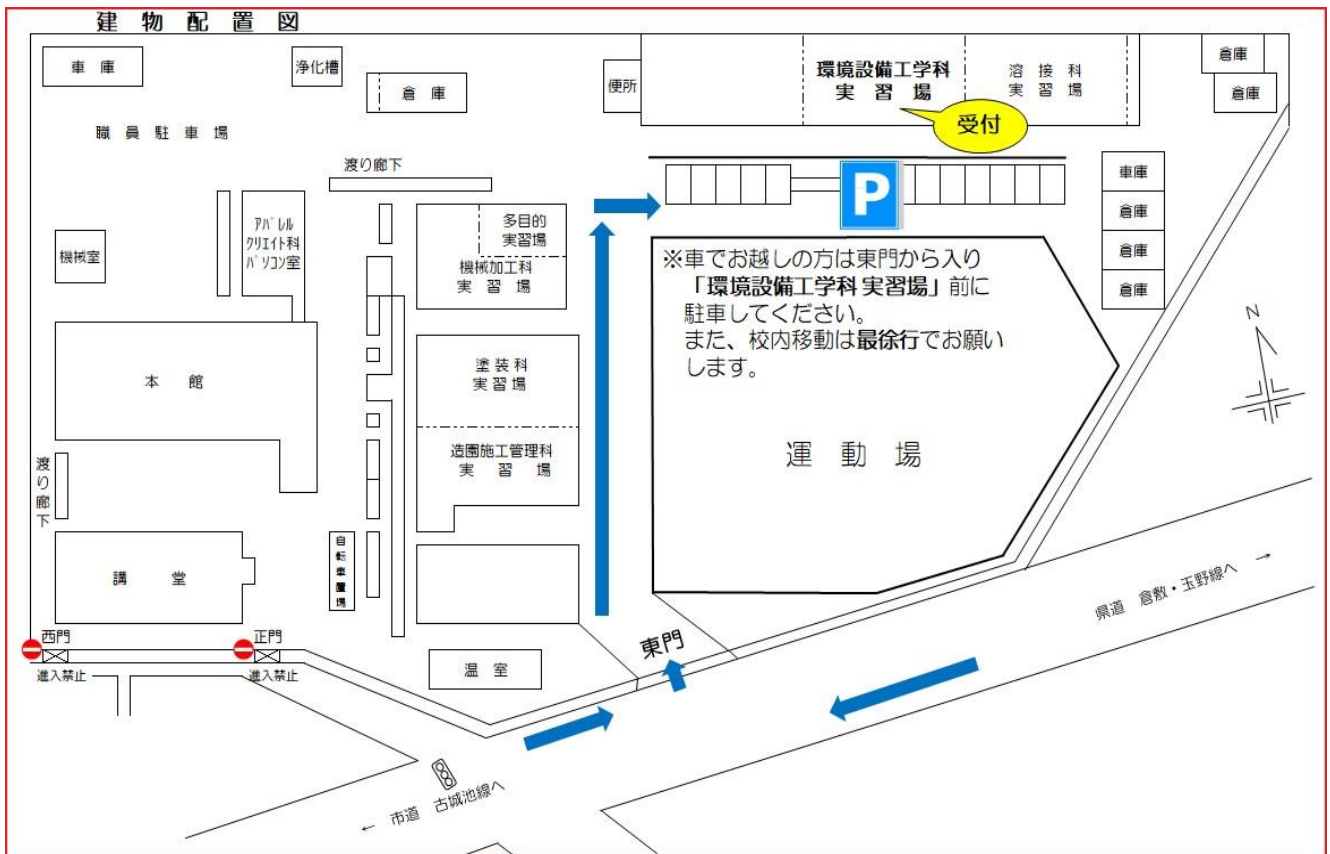 建物配置図
車庫
浄化槽
倉庫
便所
環境設備工学科
実習場
溶接科
実習場
倉庫
倉庫
受付
職員駐車場
渡り廊下
P
車庫
倉庫
倉庫
倉庫
機械室
ｱﾊﾟﾚﾙ
ｸﾘｴｲﾄ科
ﾊﾟｿｺﾝ室
多目的
実習場
機械加工科
実習場
※車でお越しの方は東門から入り
「環境設備工学科 実習場」前に
駐車してください。
また、校内移動は最徐行でお願い
します。
N
本館
塗装科
実習場
造園施工管理科
実習場
運動場
渡り廊下
講堂
自転車置場
西門
進入禁止
正門
進入禁止
温室
東門
県道 倉敷・玉野線へ →
← 市道 古城池線へ